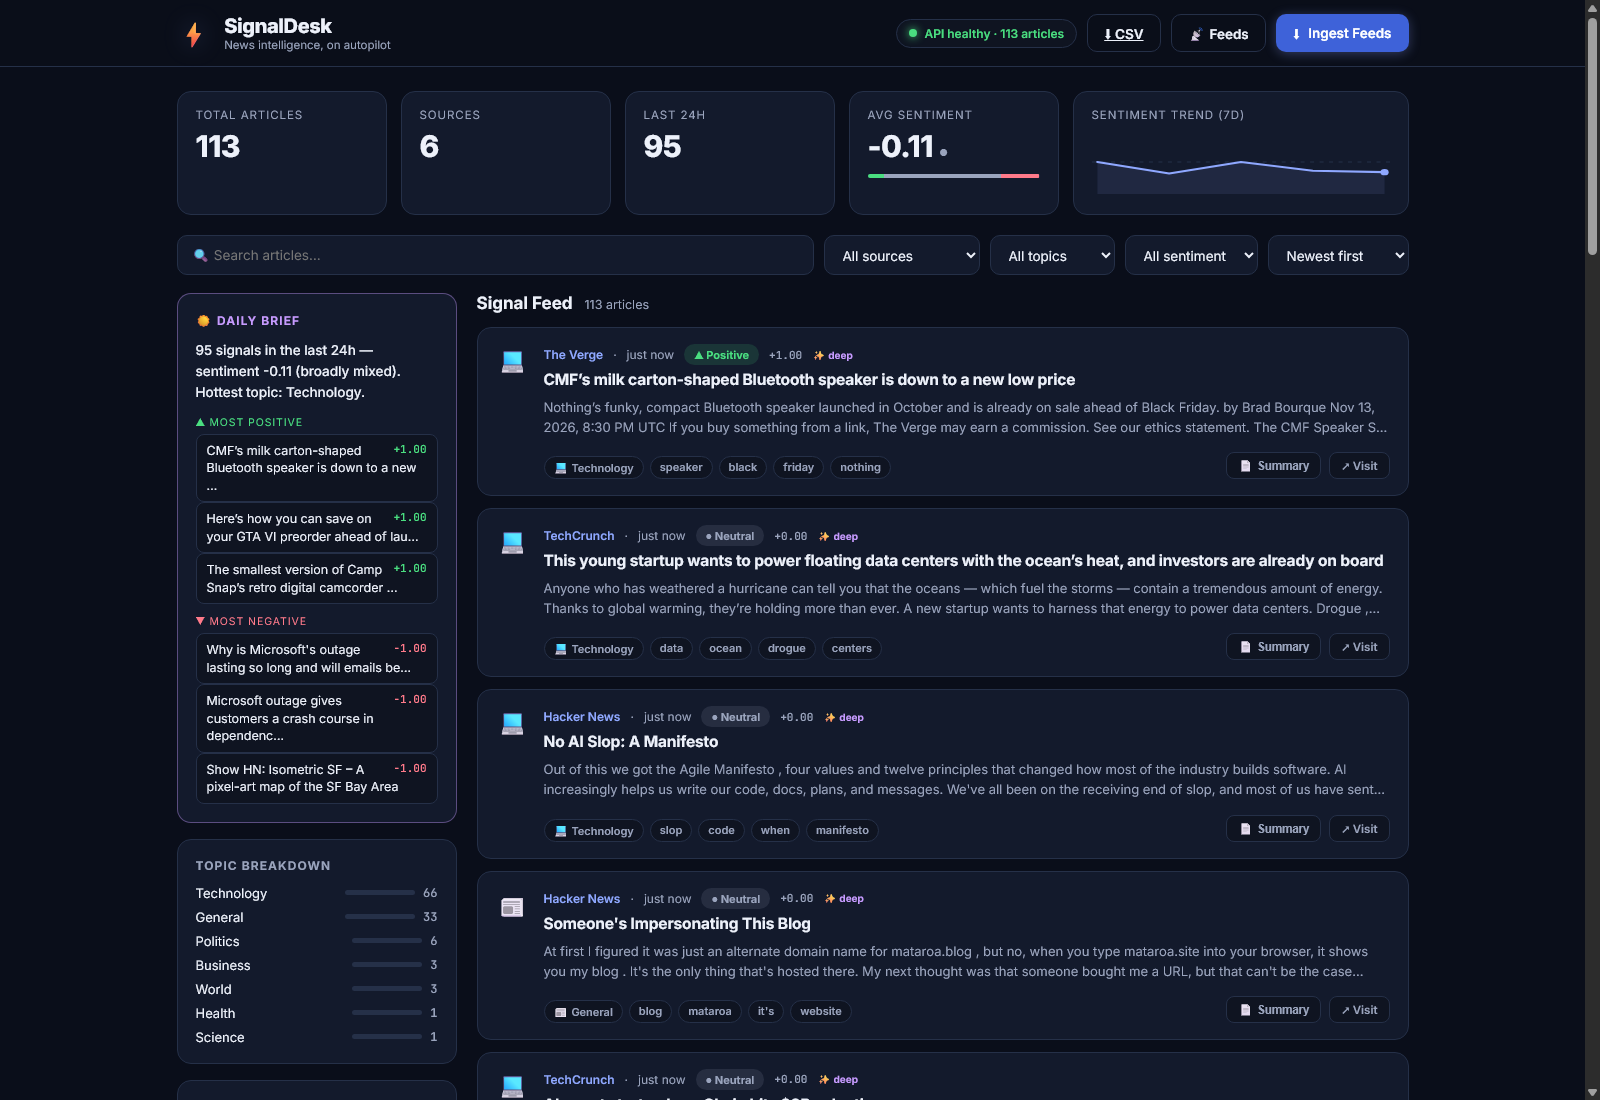 SignalDesk
News intelligence, on autopilot
API healthy · 113 articles
⬇ CSV
Feeds
⬇ Ingest Feeds
TOTAL ARTICLES
113
SOURCES
6
LAST 24H
95
AVG SENTIMENT
-0.11
SENTIMENT TREND (7D)
Search articles...
All sources
All topics
All sentiment
Newest first
DAILY BRIEF
95 signals in the last 24h —
sentiment -0.11 (broadly mixed).
Hottest topic: Technology.
▲ MOST POSITIVE
CMF’s milk carton-shaped +1.00
Bluetooth speaker is down to a new
...
Here’s how you can save on +1.00
your GTA VI preorder ahead of lau...
The smallest version of Camp +1.00
Snap’s retro digital camcorder ...
▼ MOST NEGATIVE
Why is Microsoft's outage -1.00
lasting so long and will emails be...
Microsoft outage gives -1.00
customers a crash course in
dependenc...
Show HN: Isometric SF – A -1.00
pixel-art map of the SF Bay Area
TOPIC BREAKDOWN
Technology 66
General 33
Politics 6
Business 3
World 3
Health 1
Science 1
Signal Feed 113 articles
The Verge · just now ▲ Positive +1.00 ✨ deep
CMF’s milk carton-shaped Bluetooth speaker is down to a new low price
Nothing’s funky, compact Bluetooth speaker launched in October and is already on sale ahead of Black Friday. by Brad Bourque Nov 13,
2026, 8:30 PM UTC If you buy something from a link, The Verge may earn a commission. See our ethics statement. The CMF Speaker S...
Technology speaker black friday nothing Summary ↗ Visit
TechCrunch · just now ● Neutral +0.00 ✨ deep
This young startup wants to power floating data centers with the ocean’s heat, and investors are already on board
Anyone who has weathered a hurricane can tell you that the oceans — which fuel the storms — contain a tremendous amount of energy.
Thanks to global warming, they’re holding more than ever. A new startup wants to harness that energy to power data centers. Drogue ,...
Technology data ocean drogue centers Summary ↗ Visit
Hacker News · just now ● Neutral +0.00 ✨ deep
No AI Slop: A Manifesto
Out of this we got the Agile Manifesto , four values and twelve principles that changed how most of the industry builds software. AI
increasingly helps us write our code, docs, plans, and messages. We've all been on the receiving end of slop, and most of us have sent...
Technology slop code when manifesto Summary ↗ Visit
Hacker News · just now ● Neutral +0.00 ✨ deep
Someone's Impersonating This Blog
At first I figured it was just an alternate domain name for mataroa.blog , but no, when you type mataroa.site into your browser, it shows
you my blog . It's the only thing that's hosted there. My next thought was that someone bought me a URL, but that can't be the case...
General blog mataroa it's website Summary ↗ Visit
TechCrunch · just now ● Neutral +0.00 ✨ deep